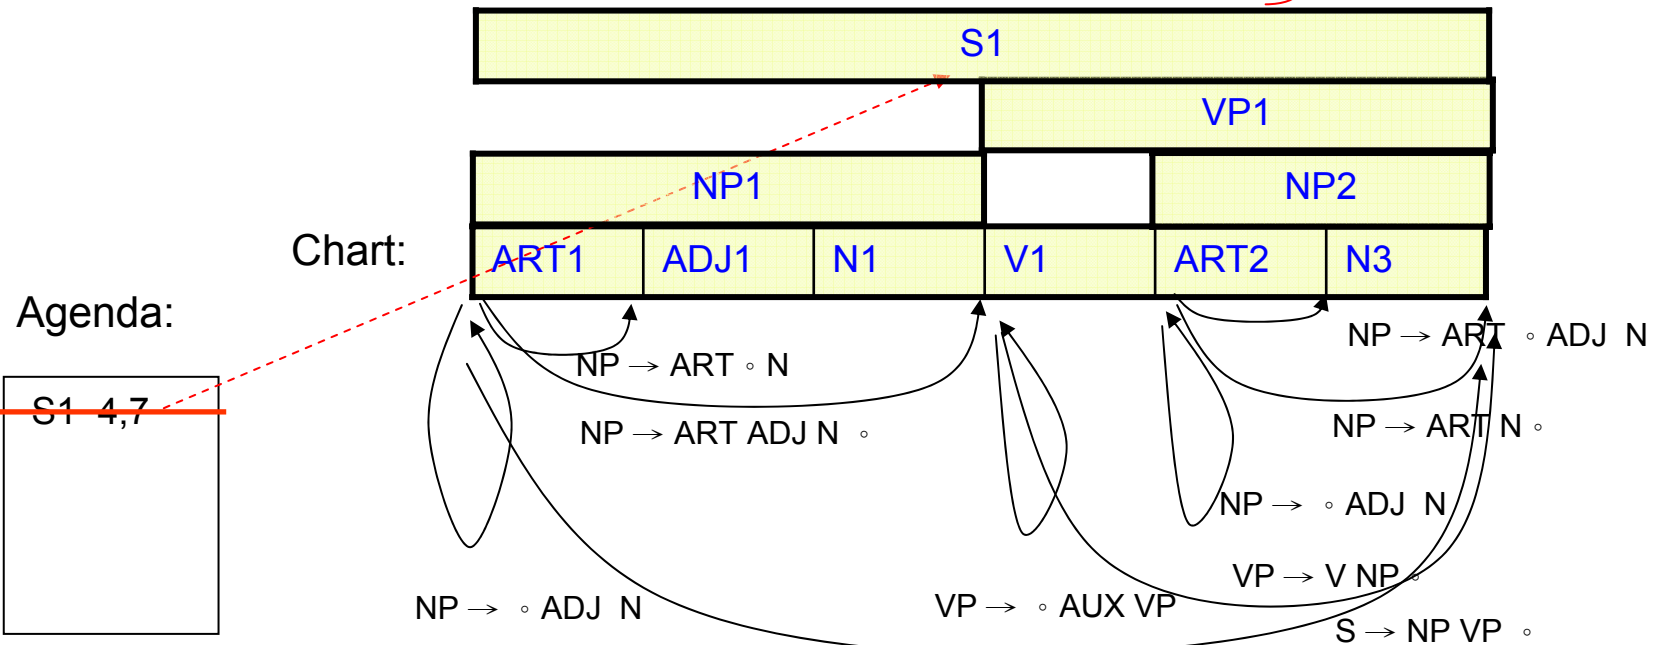 S1
VP1
NP1 NP2
Chart: ART1 ADJ1 N1 V1 ART2 N3
Agenda:
S1 4,7
NP → ART ◦ ADJ N
NP → ART ◦ N
NP → ART ADJ N ◦
NP → ART N ◦
NP → ◦ ADJ N
VP → V NP ◦
NP → ◦ ADJ N
VP → ◦ AUX VP
S → NP VP ◦